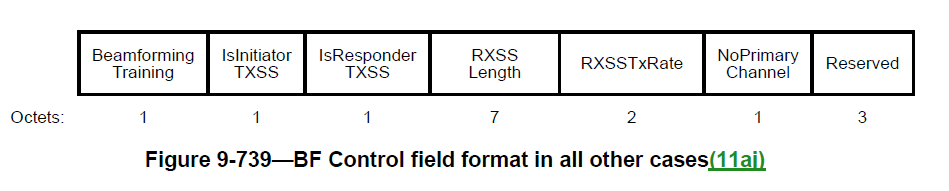 Beamforming
Training
IsInitiator
TXSS
IsResponder
TXSS
RXSS
Length
RXSSTxRate
NoPrimary
Channel
Reserved
Octets: 1 1 1 7 2 1 3
Figure 9-739—BF Control field format in all other cases(11aj)